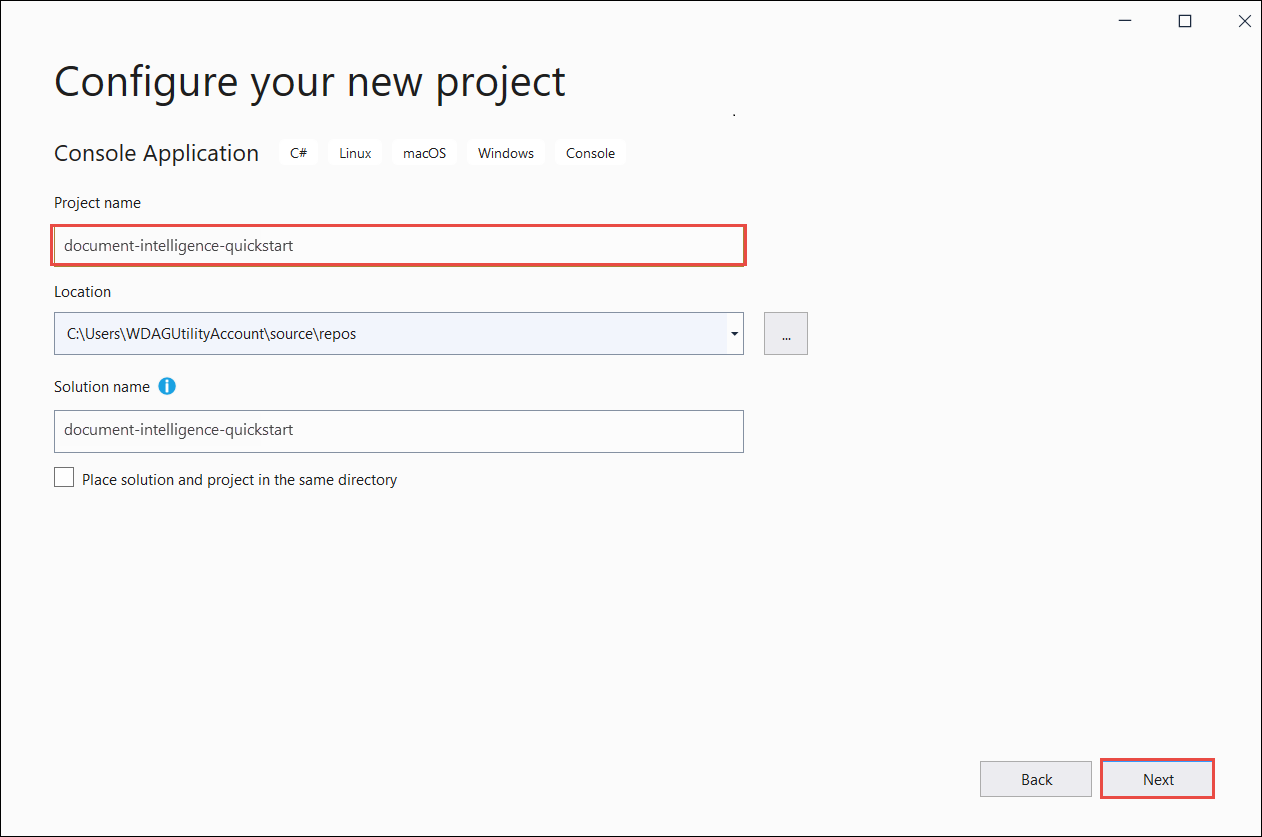 Configure your new project
Console Application C# Linux macOS Windows Console
Project name
document-intelligence-quickstart
Location
C:\Users\WDAGUtilityAccount\source\repos
...
Solution name
document-intelligence-quickstart
Place solution and project in the same directory
Back Next